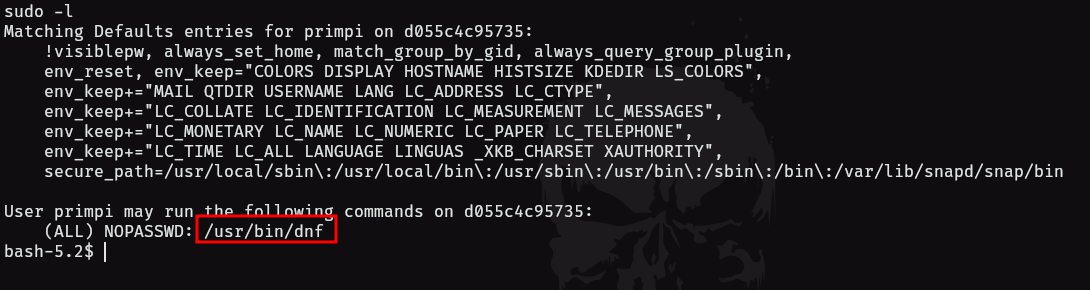 sudo -l
Matching Defaults entries for primpi on d055c4c95735:
    !visiblepw, always_set_home, match_group_by_gid, always_query_group_plugin,
    env_reset, env_keep="COLORS DISPLAY HOSTNAME HISTSIZE KDEDIR LS_COLORS",
    env_keep+="MAIL QTDIR USERNAME LANG LC_ADDRESS LC_CTYPE",
    env_keep+="LC_COLLATE LC_IDENTIFICATION LC_MEASUREMENT LC_MESSAGES",
    env_keep+="LC_MONETARY LC_NAME LC_NUMERIC LC_PAPER LC_TELEPHONE",
    env_keep+="LC_TIME LC_ALL LANGUAGE LINGUAS _XKB_CHARSET XAUTHORITY",
    secure_path=/usr/local/sbin\:/usr/local/bin\:/usr/sbin\:/usr/bin\:/sbin\:/bin\:/var/lib/snapd/snap/bin
User primpi may run the following commands on d055c4c95735:
    (ALL) NOPASSWD: /usr/bin/dnf
bash-5.2$